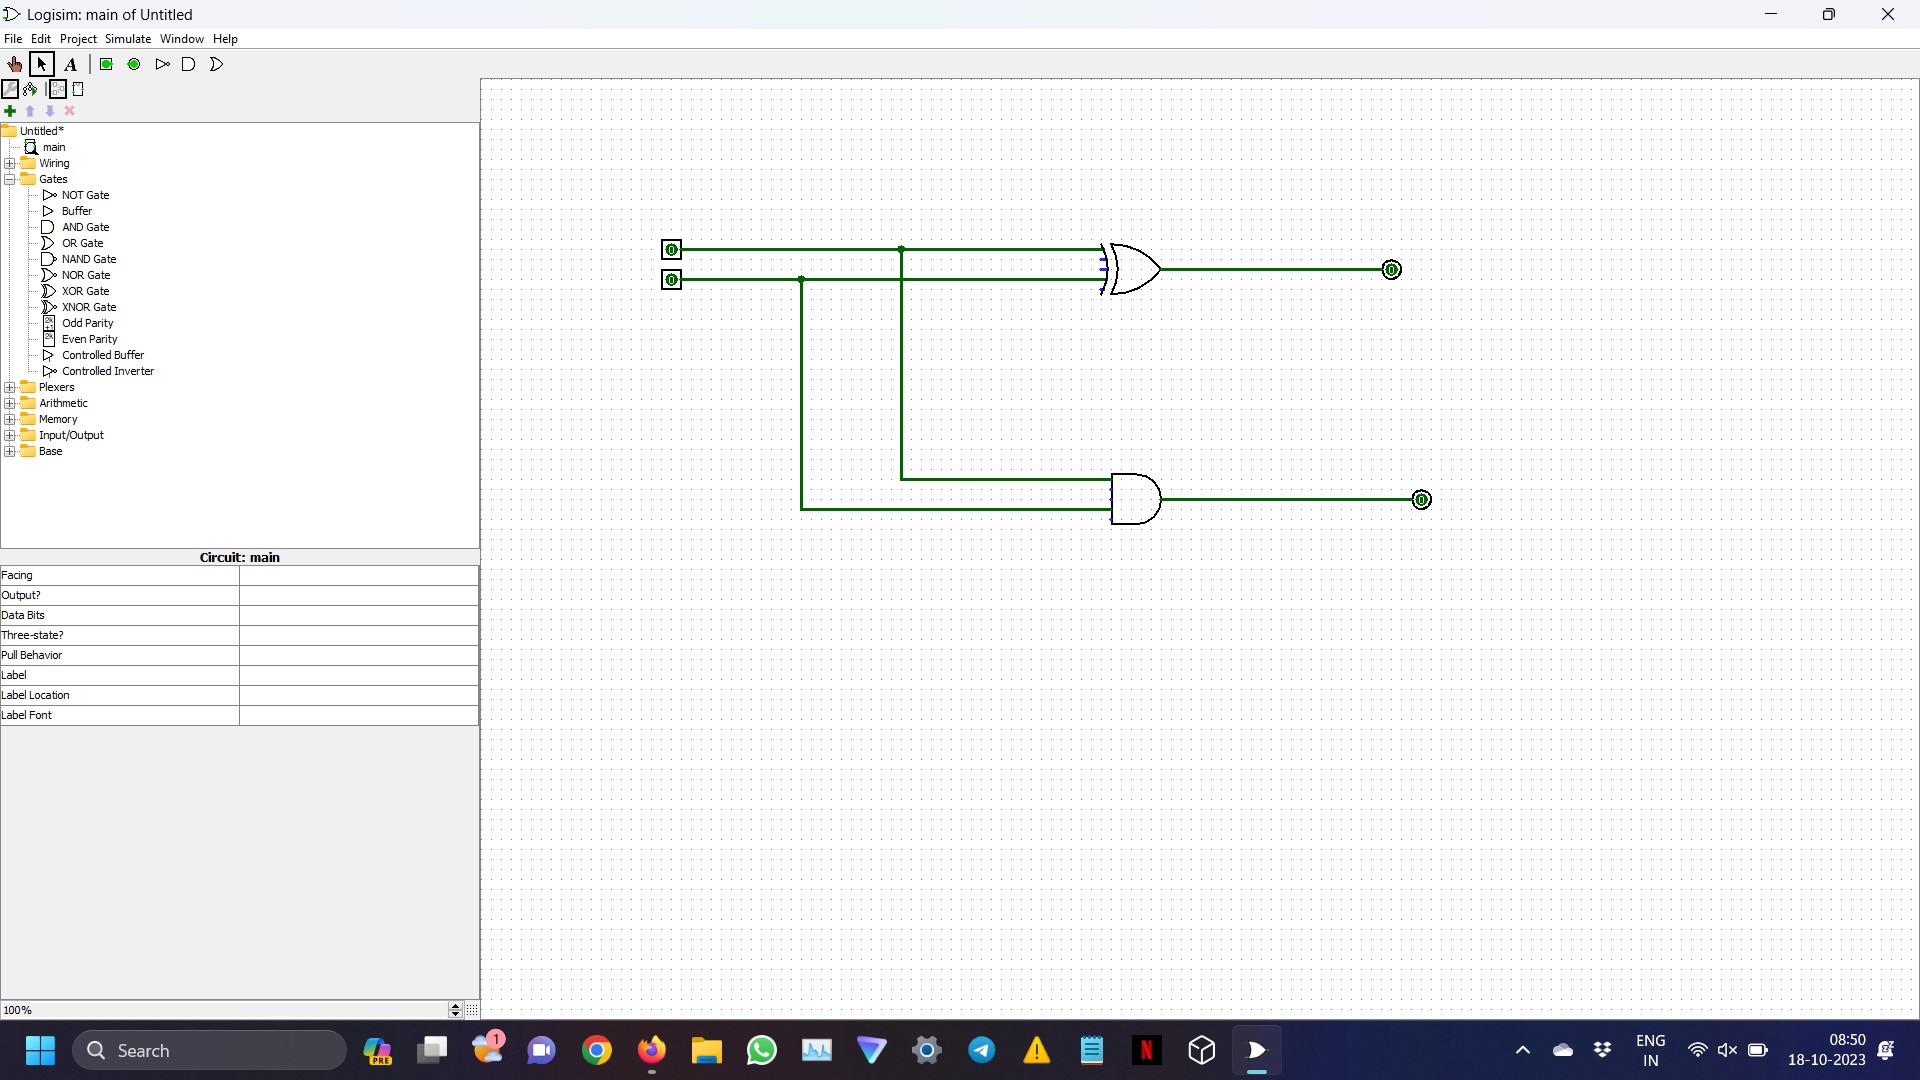 Logisim: main of Untitled
File Edit Project Simulate Window Help
A
Untitled*
main
Wiring
Gates
NOT Gate
Buffer
AND Gate
OR Gate
NAND Gate
NOR Gate
XOR Gate
XNOR Gate
Odd Parity
Even Parity
Controlled Buffer
Controlled Inverter
Plexers
Arithmetic
Memory
Input/Output
Base
Circuit: main
Facing
Output?
Data Bits
Three-state?
Pull Behavior
Label
Label Location
Label Font
100%
0
0
0
0
Search
PRE
1
N
ENG
IN
08:50
18-10-2023